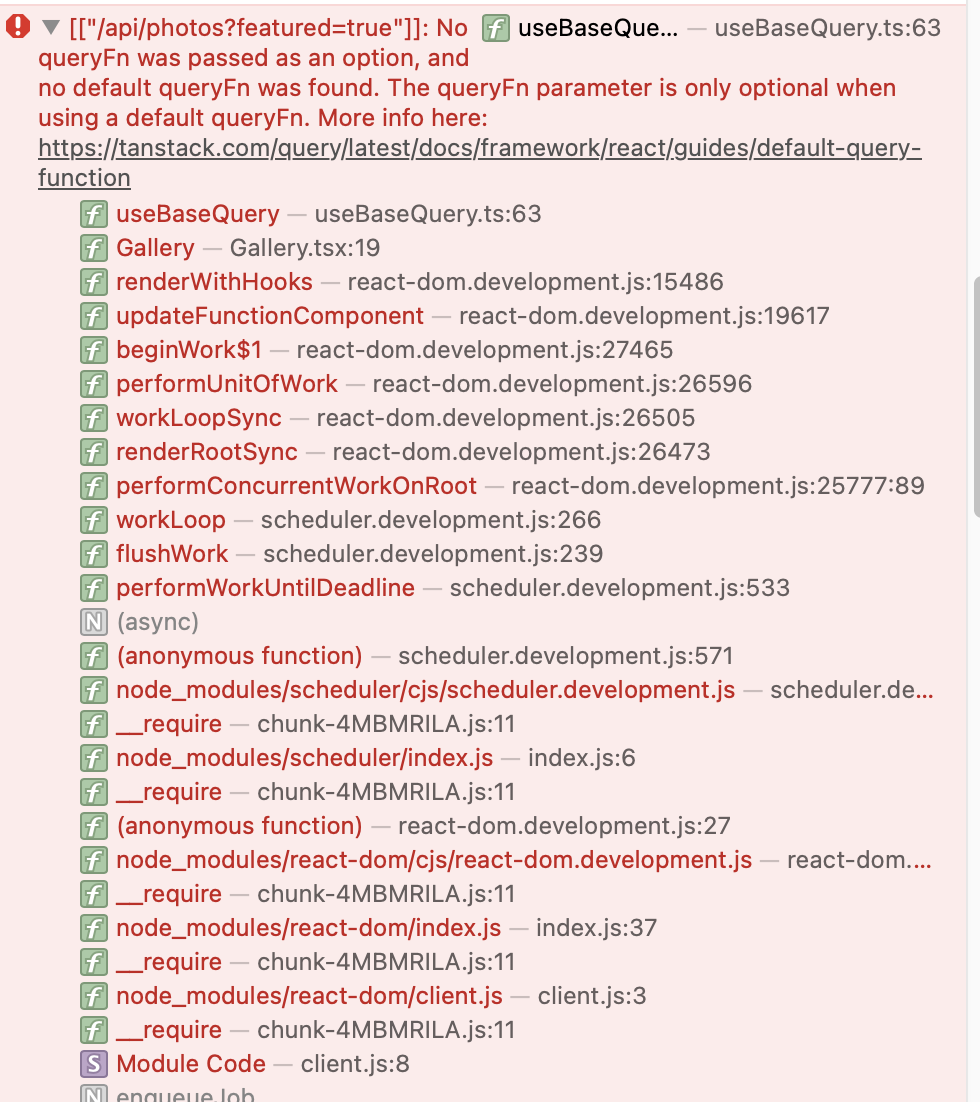 [["/api/photos?featured=true"]]: No f useBaseQue... — useBaseQuery.ts:63
queryFn was passed as an option, and
no default queryFn was found. The queryFn parameter is only optional when
using a default queryFn. More info here:
https://tanstack.com/query/latest/docs/framework/react/guides/default-query-
function
f useBaseQuery — useBaseQuery.ts:63
f Gallery — Gallery.tsx:19
f renderWithHooks — react-dom.development.js:15486
f updateFunctionComponent — react-dom.development.js:19617
f beginWork$1 — react-dom.development.js:27465
f performUnitOfWork — react-dom.development.js:26596
f workLoopSync — react-dom.development.js:26505
f renderRootSync — react-dom.development.js:26473
f performConcurrentWorkOnRoot — react-dom.development.js:25777:89
f workLoop — scheduler.development.js:266
f flushWork — scheduler.development.js:239
f performWorkUntilDeadline — scheduler.development.js:533
N (async)
f (anonymous function) — scheduler.development.js:571
f node_modules/scheduler/cjs/scheduler.development.js — scheduler.de...
f __require — chunk-4MBMRILA.js:11
f node_modules/scheduler/index.js — index.js:6
f __require — chunk-4MBMRILA.js:11
f (anonymous function) — react-dom.development.js:27
f node_modules/react-dom/cjs/react-dom.development.js — react-dom....
f __require — chunk-4MBMRILA.js:11
f node_modules/react-dom/index.js — index.js:37
f __require — chunk-4MBMRILA.js:11
f node_modules/react-dom/client.js — client.js:3
f __require — chunk-4MBMRILA.js:11
S Module Code — client.js:8
N enqueueJob